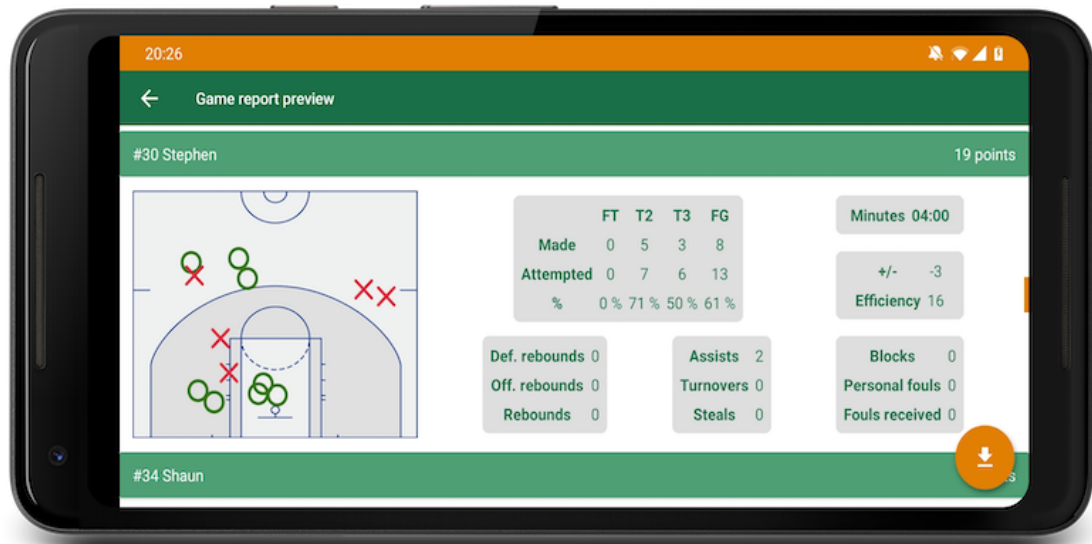 20:26
Game report preview
#30 Stephen 19 points
FT T2 T3 FG
Made 0 5 3 8
Attempted 0 7 6 13
% 0 % 71 % 50 % 61 %
Minutes 04:00
+/- -3
Efficiency 16
Def. rebounds 0
Off. rebounds 0
Rebounds 0
Assists 2
Turnovers 0
Steals 0
Blocks 0
Personal fouls 0
Fouls received 0
#34 Shaun